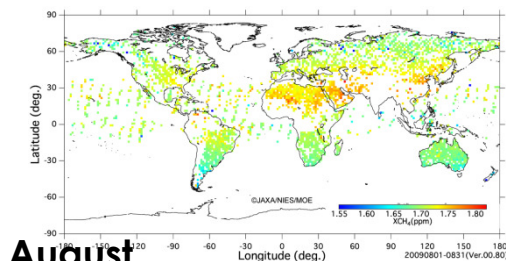 90
60
30
0
-30
-60
-90
Latitude (deg.)
©JAXA/NIES/MOE
1.55 1.60 1.65 1.70 1.75 1.80
XCH₄(ppm)
-180 -150 -120 -90 -60 -30 0 30 60 90 120 150 180
Longitude (deg.)
20090801-0831(Ver.00.80)
August